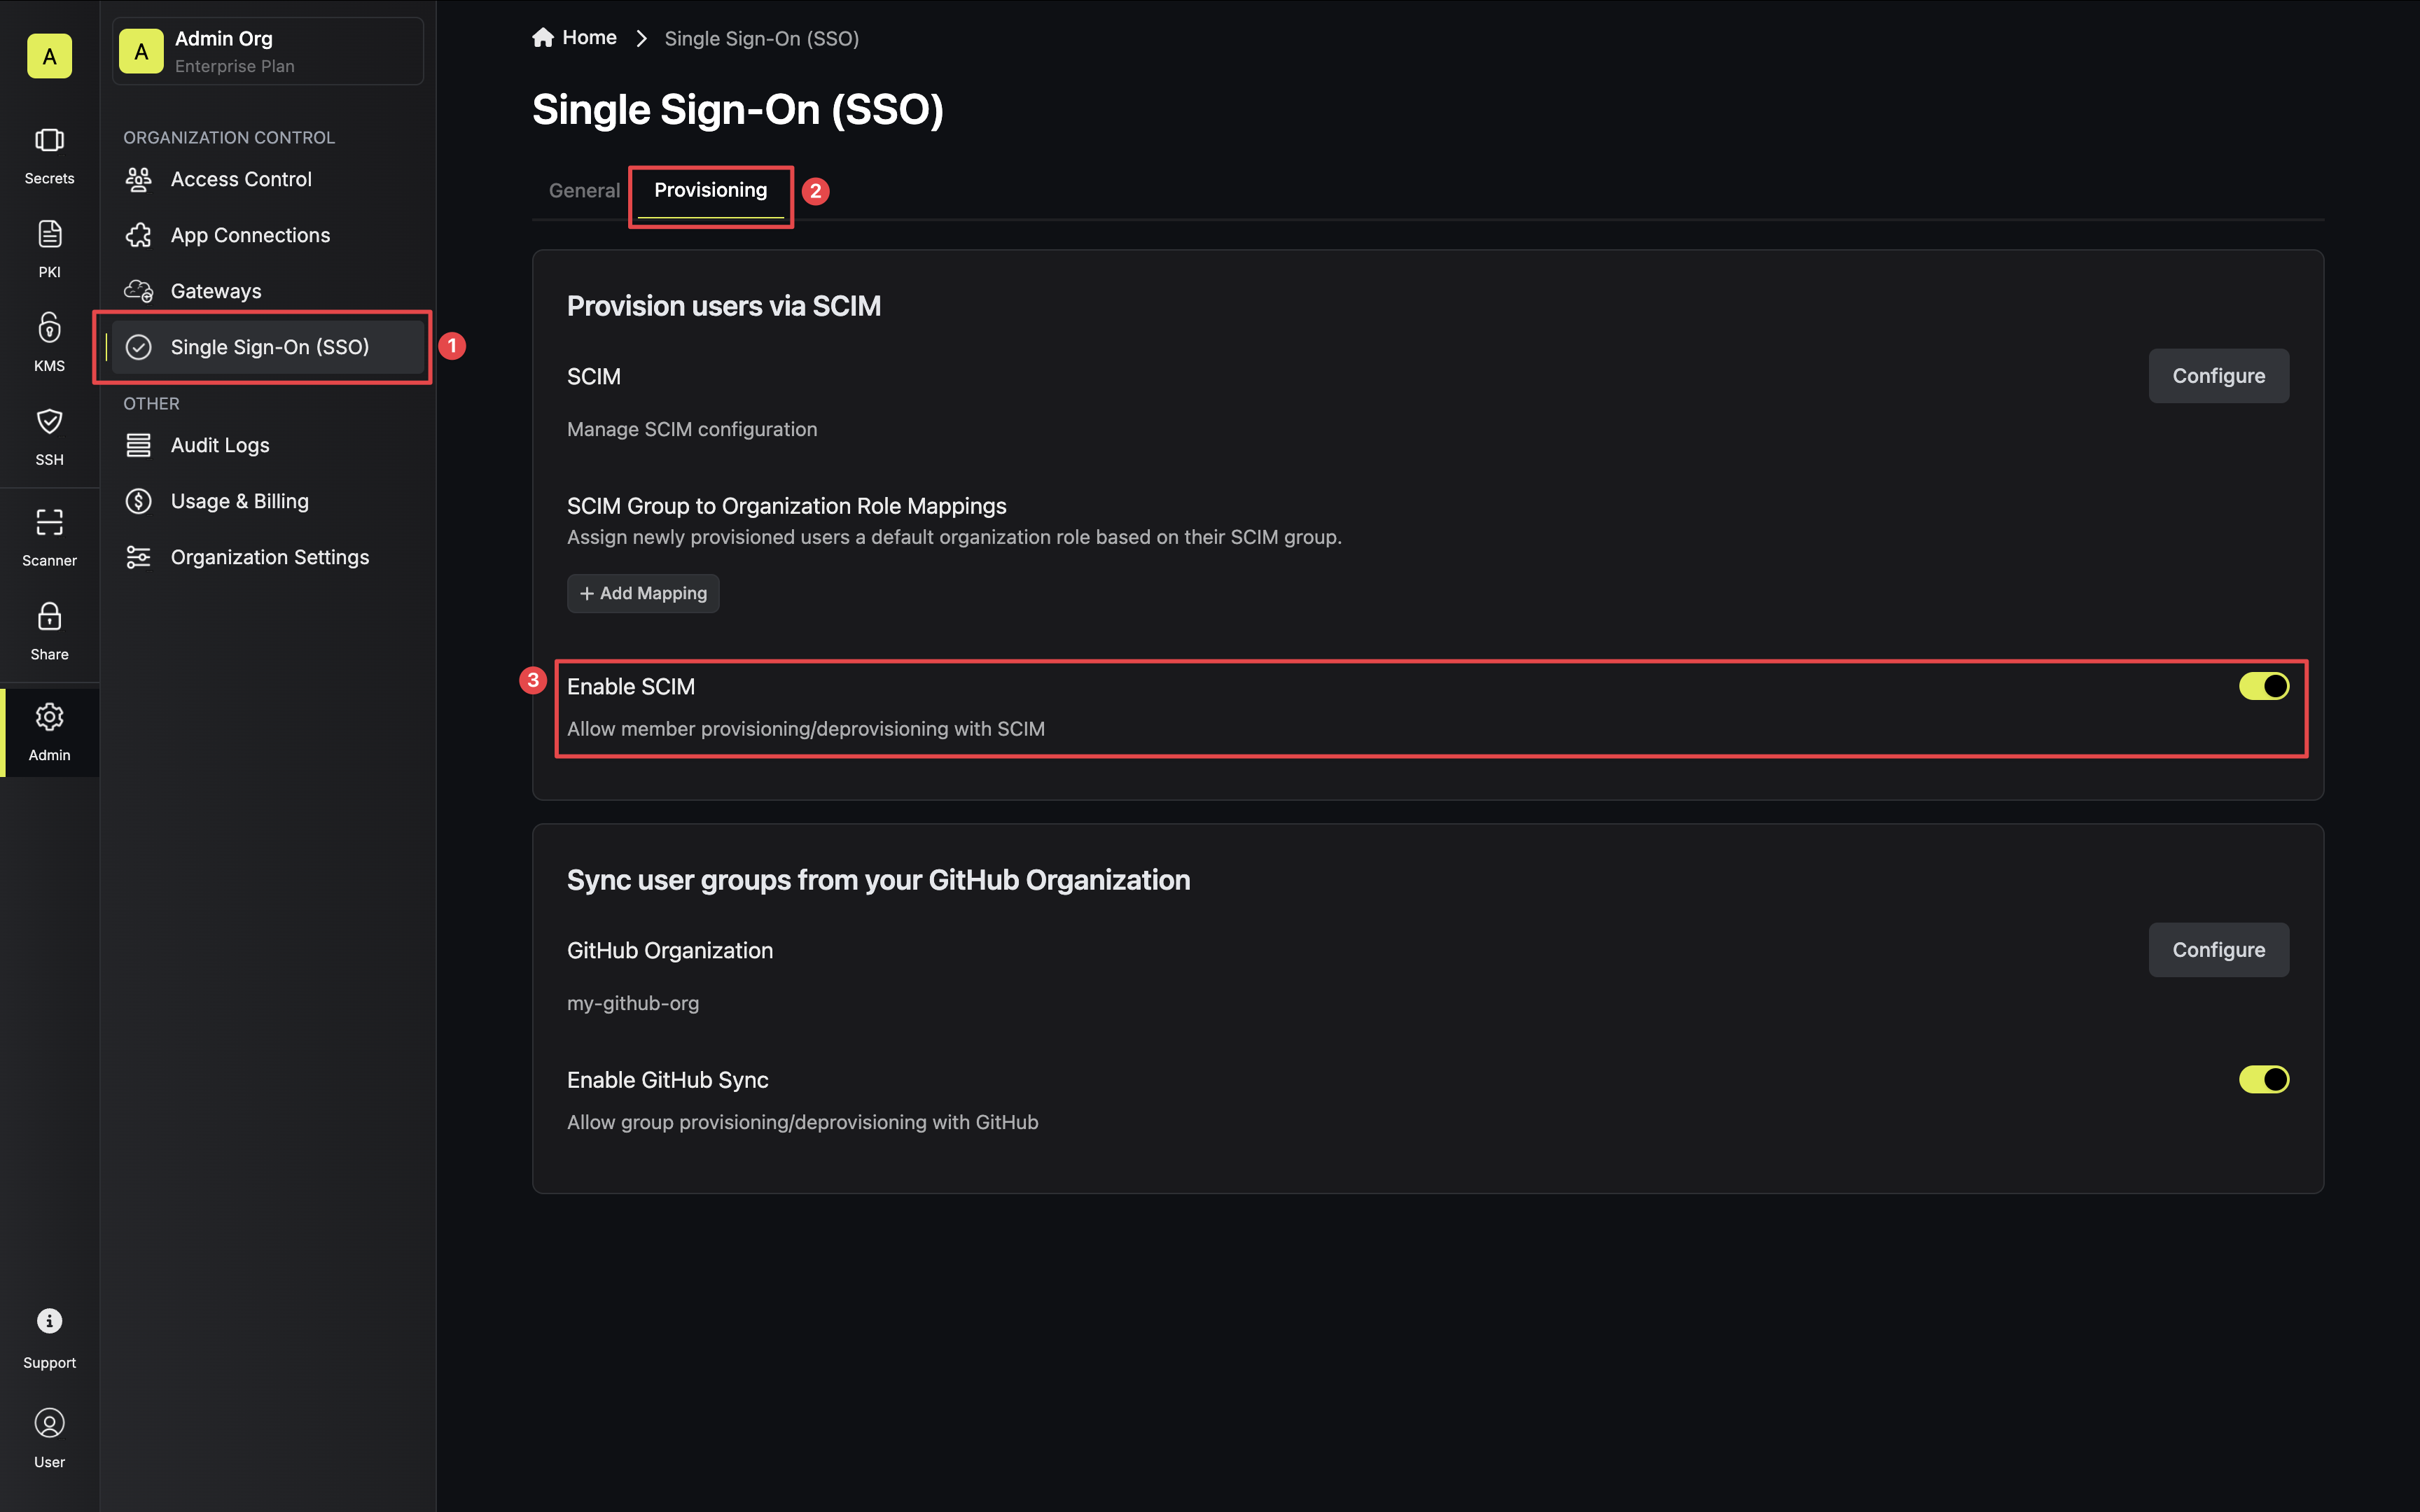 A
Secrets
PKI
KMS
SSH
Scanner
Share
Admin
Support
User
A
Admin Org
Enterprise Plan
ORGANIZATION CONTROL
Access Control
App Connections
Gateways
Single Sign-On (SSO)
1
OTHER
Audit Logs
Usage & Billing
Organization Settings
Home > Single Sign-On (SSO)
Single Sign-On (SSO)
General
Provisioning
2
Provision users via SCIM
SCIM
Configure
Manage SCIM configuration
SCIM Group to Organization Role Mappings
Assign newly provisioned users a default organization role based on their SCIM group.
+ Add Mapping
3
Enable SCIM
Allow member provisioning/deprovisioning with SCIM
Sync user groups from your GitHub Organization
GitHub Organization
Configure
my-github-org
Enable GitHub Sync
Allow group provisioning/deprovisioning with GitHub